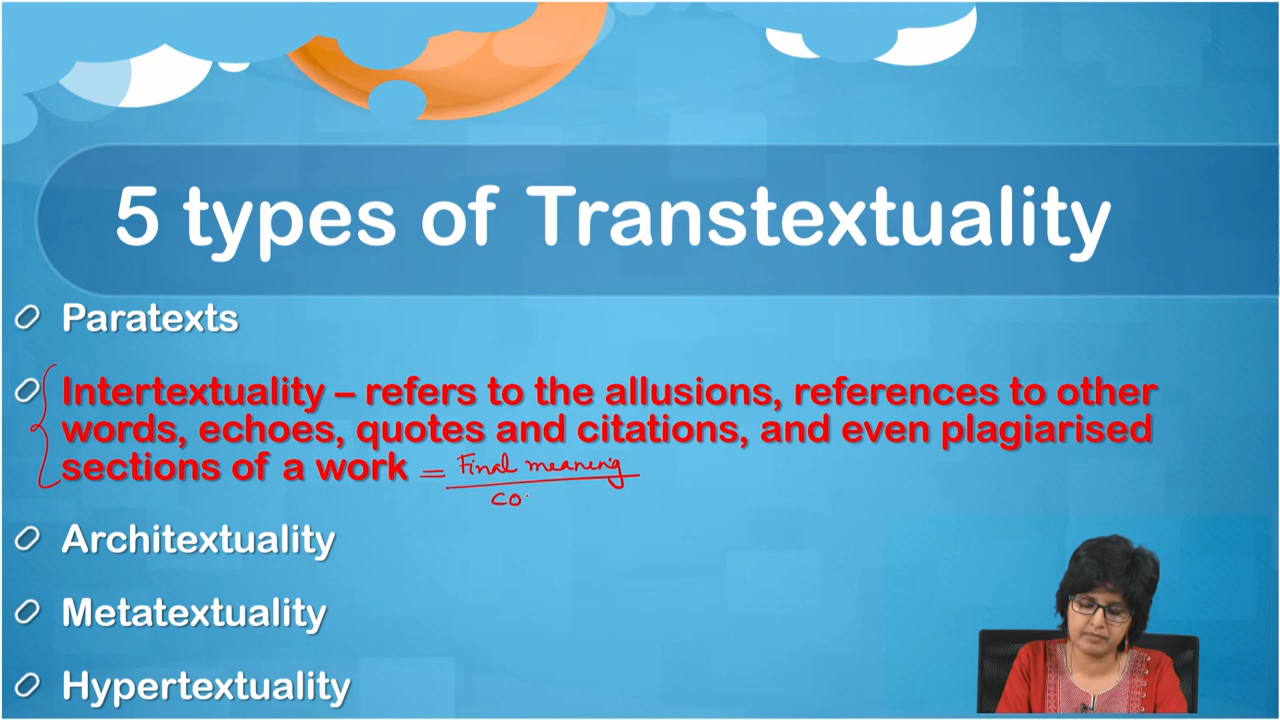 5 types of Transtextuality
Paratexts
Intertextuality – refers to the allusions, references to other
words, echoes, quotes and citations, and even plagiarised
sections of a work = Final meaning
co
Architextuality
Metatextuality
Hypertextuality